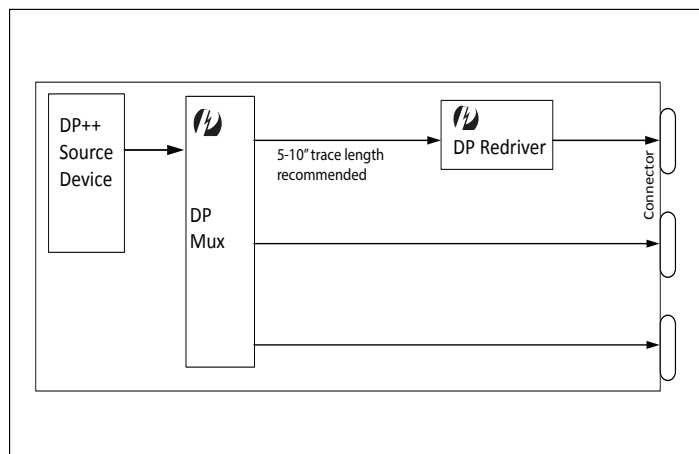 DP++
Source
Device
DP
Mux
5-10" trace length
recommended
DP Redriver
Connector